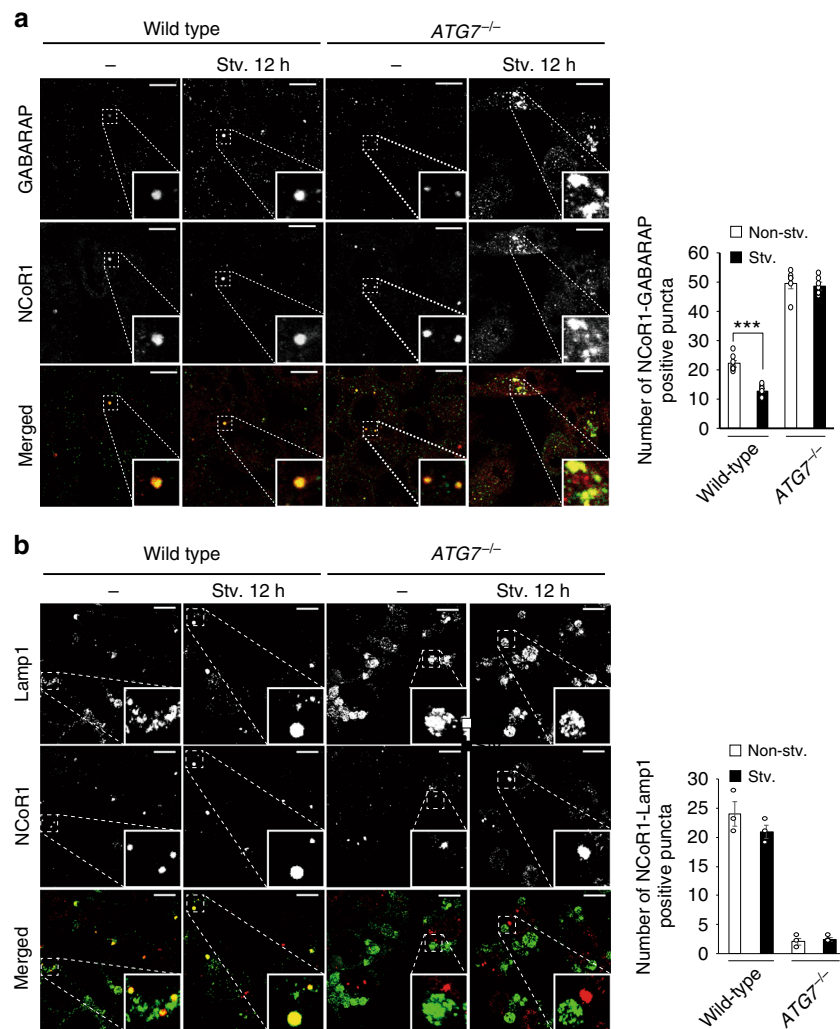 a
Wild type
ATG7–/–
–
Stv. 12 h
–
Stv. 12 h
GABARAP
NCoR1
Merged
Number of NCoR1-GABARAP
positive puncta
Non-stv.
Stv.
60
50
40
30
20
10
0
***
Wild-type
ATG7–/–
b
Wild type
ATG7–/–
–
Stv. 12 h
–
Stv. 12 h
Lamp1
NCoR1
Merged
Number of NCoR1-Lamp1
positive puncta
Non-stv.
Stv.
30
25
20
15
10
5
0
Wild-type
ATG7–/–